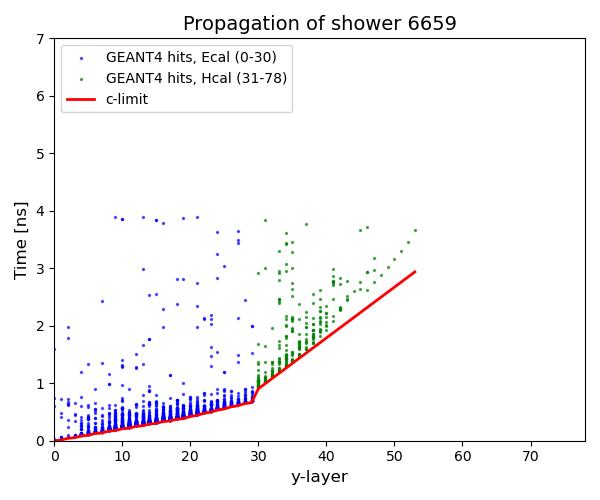 Propagation of shower 6659
GEANT4 hits, Ecal (0-30)
GEANT4 hits, Hcal (31-78)
c-limit
Time [ns]
7
6
5
4
3
2
1
0
0 10 20 30 40 50 60 70
y-layer